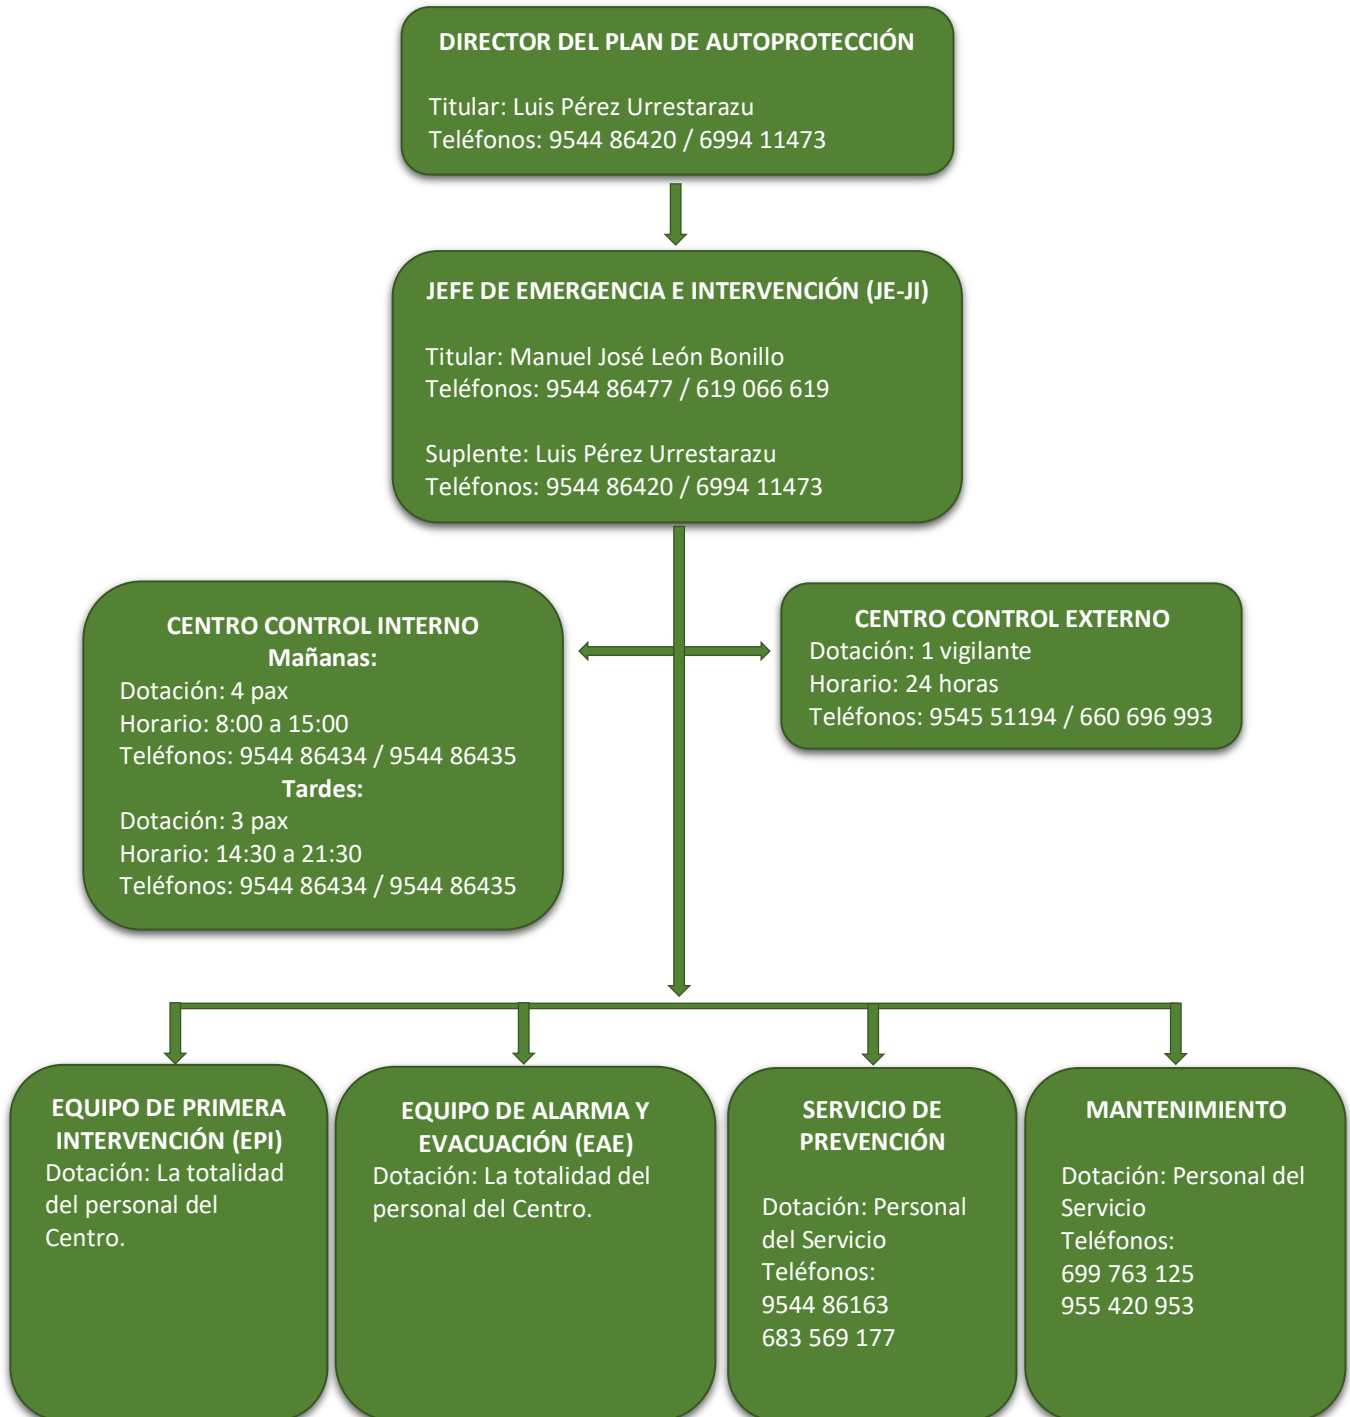 DIRECTOR DEL PLAN DE AUTOPROTECCIÓN
Titular: Luis Pérez Urrestarazu
Teléfonos: 9544 86420 / 6994 11473
JEFE DE EMERGENCIA E INTERVENCIÓN (JE-JI)
Titular: Manuel José León Bonillo
Teléfonos: 9544 86477 / 619 066 619
Suplente: Luis Pérez Urrestarazu
Teléfonos: 9544 86420 / 6994 11473
CENTRO CONTROL INTERNO
Mañanas:
Dotación: 4 pax
Horario: 8:00 a 15:00
Teléfonos: 9544 86434 / 9544 86435
Tardes:
Dotación: 3 pax
Horario: 14:30 a 21:30
Teléfonos: 9544 86434 / 9544 86435
CENTRO CONTROL EXTERNO
Dotación: 1 vigilante
Horario: 24 horas
Teléfonos: 9545 51194 / 660 696 993
EQUIPO DE PRIMERA
INTERVENCIÓN (EPI)
Dotación: La totalidad
del personal del
Centro.
EQUIPO DE ALARMA Y
EVACUACIÓN (EAE)
Dotación: La totalidad del
personal del Centro.
SERVICIO DE
PREVENCIÓN
Dotación: Personal
del Servicio
Teléfonos:
9544 86163
683 569 177
MANTENIMIENTO
Dotación: Personal del
Servicio
Teléfonos:
699 763 125
955 420 953